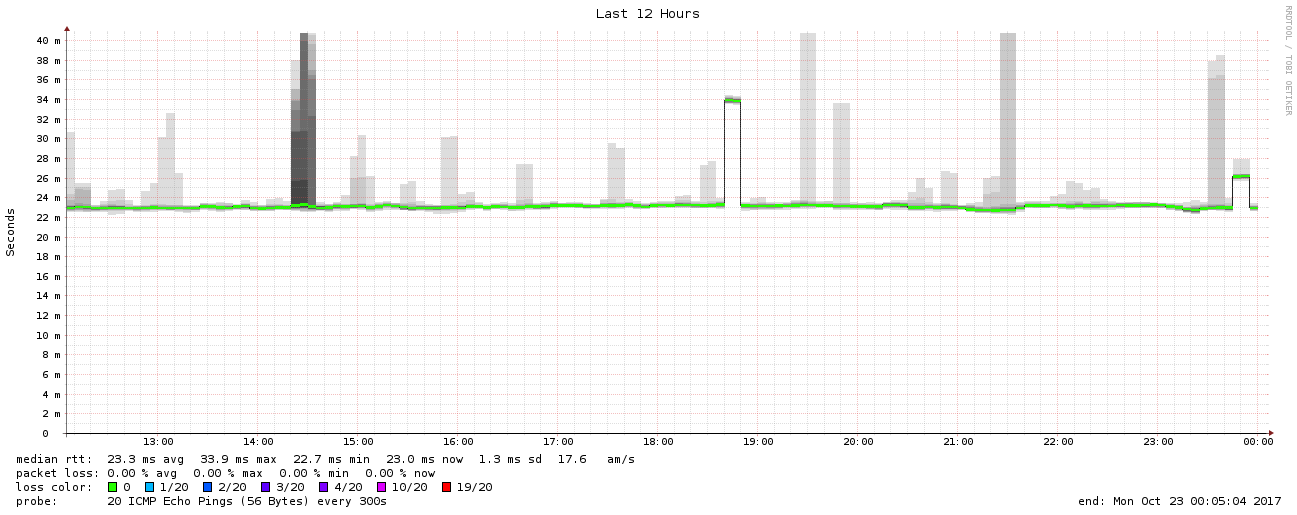 Last 12 Hours
RRDTOOL / TOBI OETIKER
Seconds
40 m
38 m
36 m
34 m
32 m
30 m
28 m
26 m
24 m
22 m
20 m
18 m
16 m
14 m
12 m
10 m
8 m
6 m
4 m
2 m
0
13:00 14:00 15:00 16:00 17:00 18:00 19:00 20:00 21:00 22:00 23:00 00:00
median rtt: 23.3 ms avg 33.9 ms max 22.7 ms min 23.0 ms now 1.3 ms sd 17.6 am/s
packet loss: 0.00 % avg 0.00 % max 0.00 % min 0.00 % now
loss color: 0 1/20 2/20 3/20 4/20 10/20 19/20
probe: 20 ICMP Echo Pings (56 Bytes) every 300s end: Mon Oct 23 00:05:04 2017